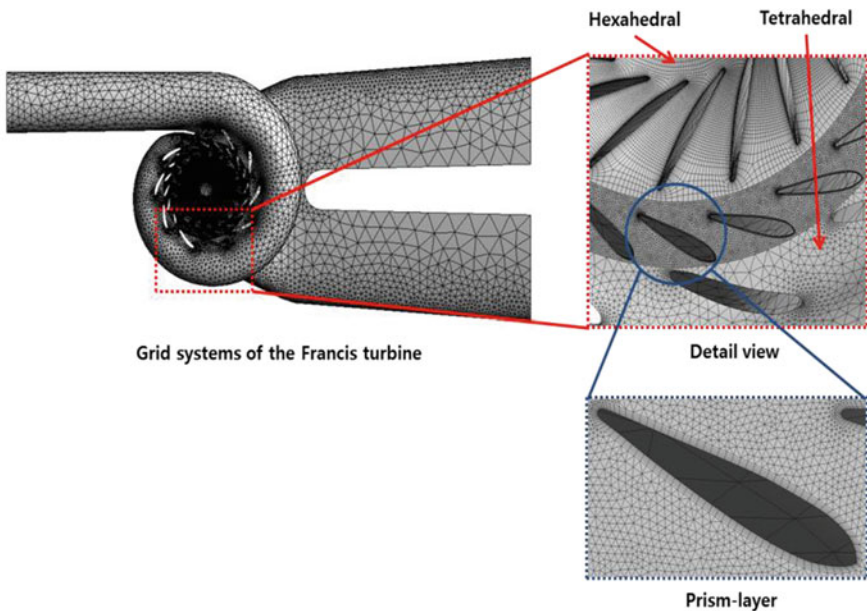 Hexahedral
Tetrahedral
Grid systems of the Francis turbine
Detail view
Prism-layer